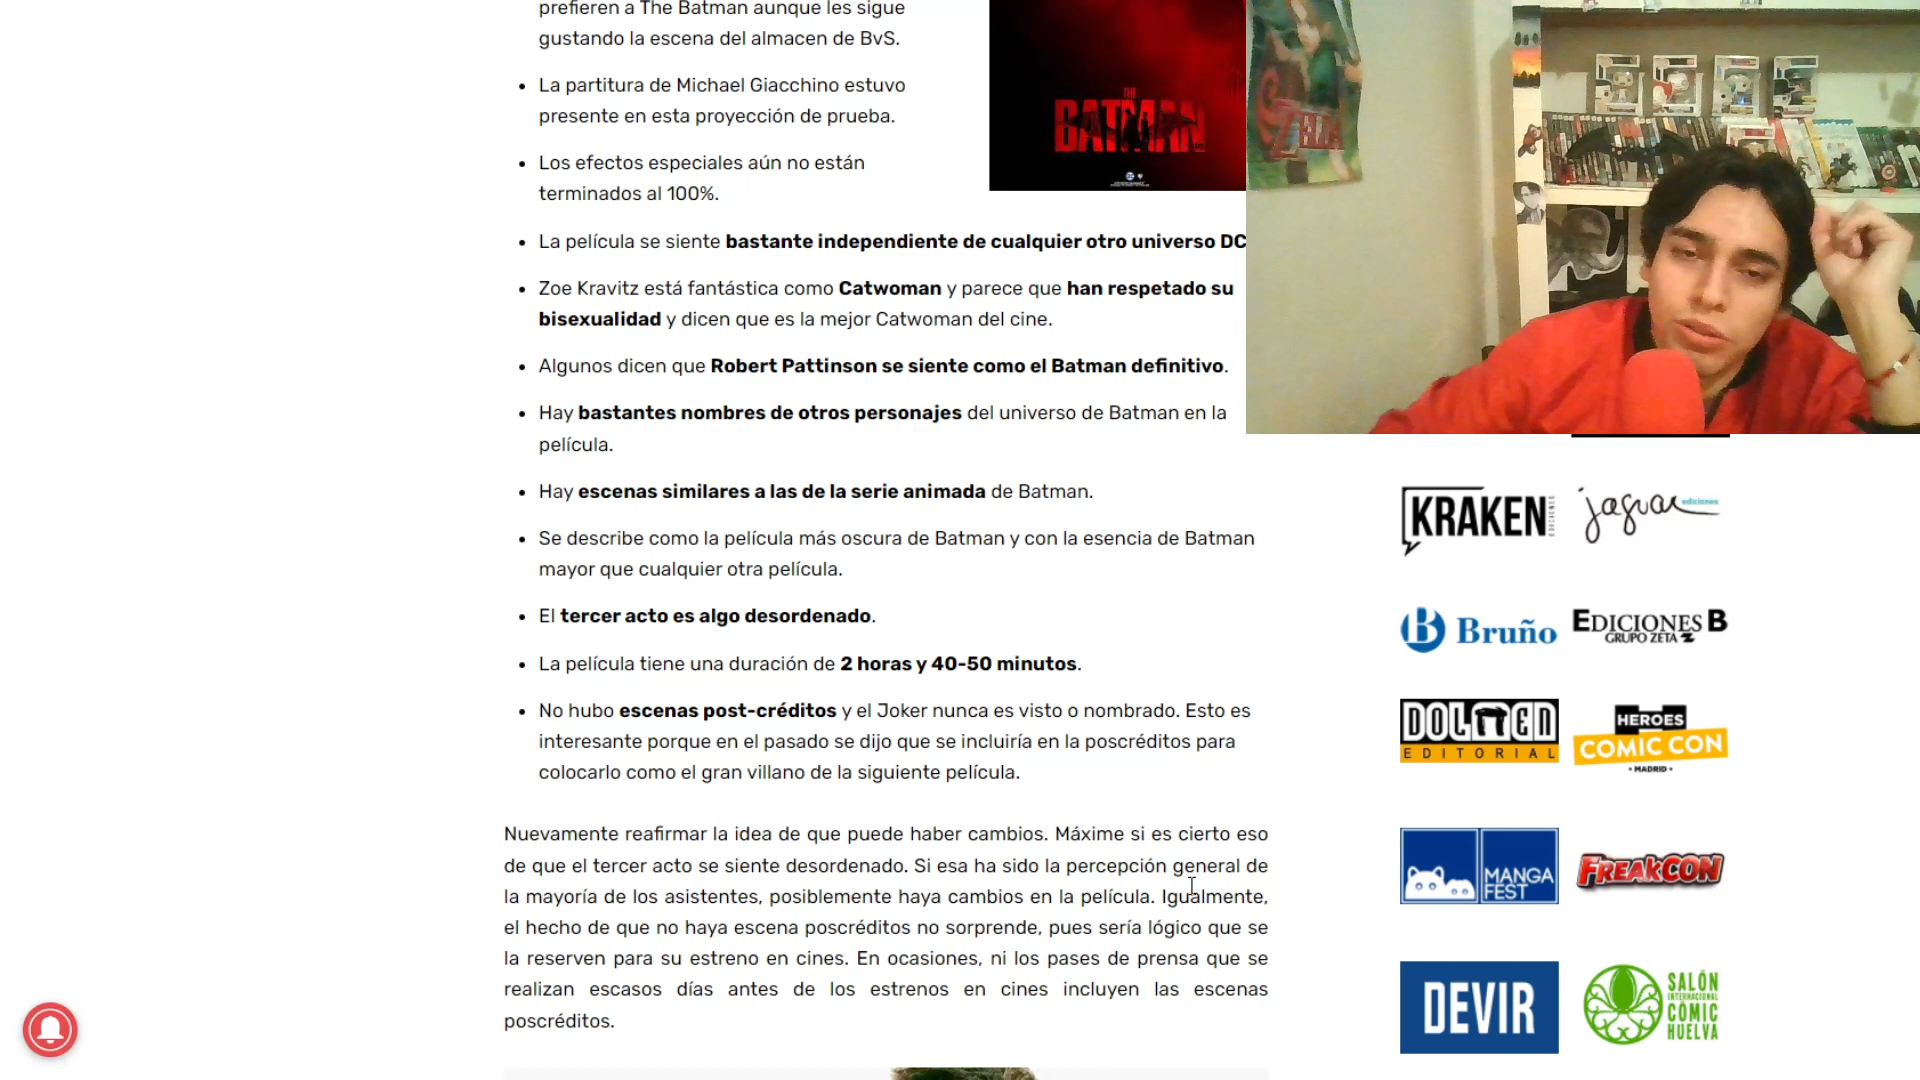 prefieren a The Batman aunque les sigue
gustando la escena del almacen de BvS.
La partitura de Michael Giacchino estuvo
presente en esta proyección de prueba.
Los efectos especiales aún no están
terminados al 100%.
THE
BATMAN
ZELDA
La película se siente bastante independiente de cualquier otro universo DC
Zoe Kravitz está fantástica como Catwoman y parece que han respetado su
bisexualidad y dicen que es la mejor Catwoman del cine.
Algunos dicen que Robert Pattinson se siente como el Batman definitivo.
Hay bastantes nombres de otros personajes del universo de Batman en la
película.
Hay escenas similares a las de la serie animada de Batman.
Se describe como la película más oscura de Batman y con la esencia de Batman
mayor que cualquier otra película.
El tercer acto es algo desordenado.
La película tiene una duración de 2 horas y 40-50 minutos.
No hubo escenas post-créditos y el Joker nunca es visto o nombrado. Esto es
interesante porque en el pasado se dijo que se incluiría en la poscréditos para
colocarlo como el gran villano de la siguiente película.
Nuevamente reafirmar la idea de que puede haber cambios. Máxime si es cierto eso
de que el tercer acto se siente desordenado. Si esa ha sido la percepción general de
la mayoría de los asistentes, posiblemente haya cambios en la película. Igualmente,
el hecho de que no haya escena poscréditos no sorprende, pues sería lógico que se
la reserven para su estreno en cines. En ocasiones, ni los pases de prensa que se
realizan escasos días antes de los estrenos en cines incluyen las escenas
poscréditos.
KRAKEN
EDICIONES
jaguar
ediciones
B Bruño
EDICIONES B
GRUPO ZETA
DOLMEN
EDITORIAL
HEROES
COMIC CON
• MADRID •
MANGA
FEST
FREAKCON
DEVIR
SALÓN
INTERNACIONAL
CÓMIC
HUELVA